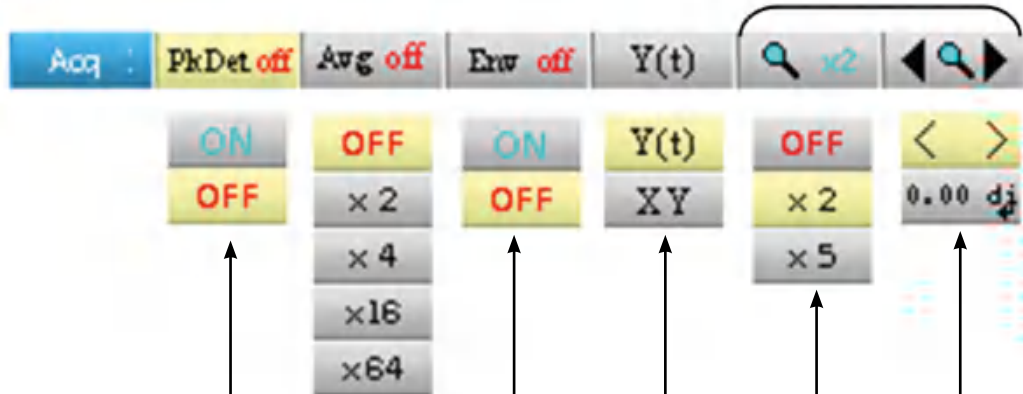 Acq : PkDet off Avg off Env off Y(t) x2
ON OFF ON Y(t) OFF < >
OFF × 2 OFF XY × 2 0.00 di
× 4 × 5
×16
×64